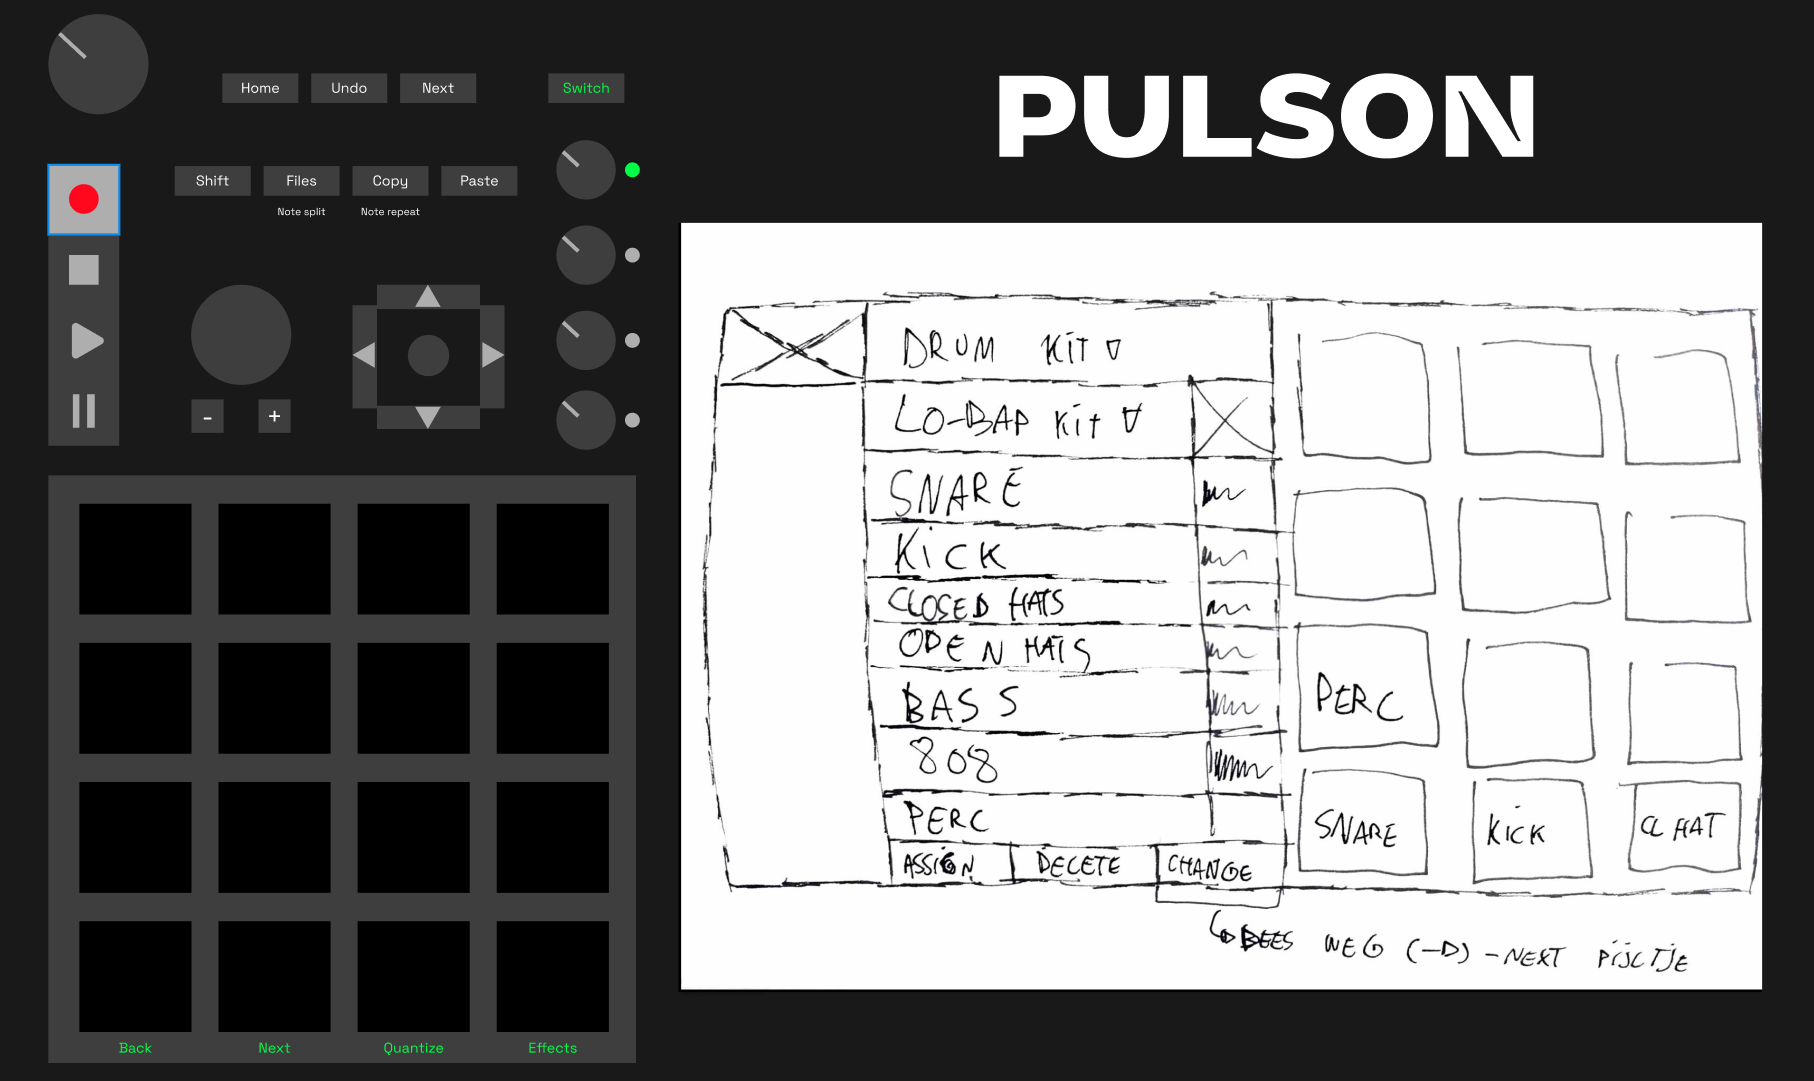 Home Undo Next Switch
PULSON
Shift Files Copy Paste
Note split Note repeat
- +
Back Next Quantize Effects
DRUM KiT
LO-BAP Kit
SNARE
KiCK
CLOSED HATS
OPEN HATS
BASS
808
PERC
ASSiGN DELETE CHANGE
PERC
SNARE KiCK CL HAT
WEG (-D) - NEXT PijLTJE